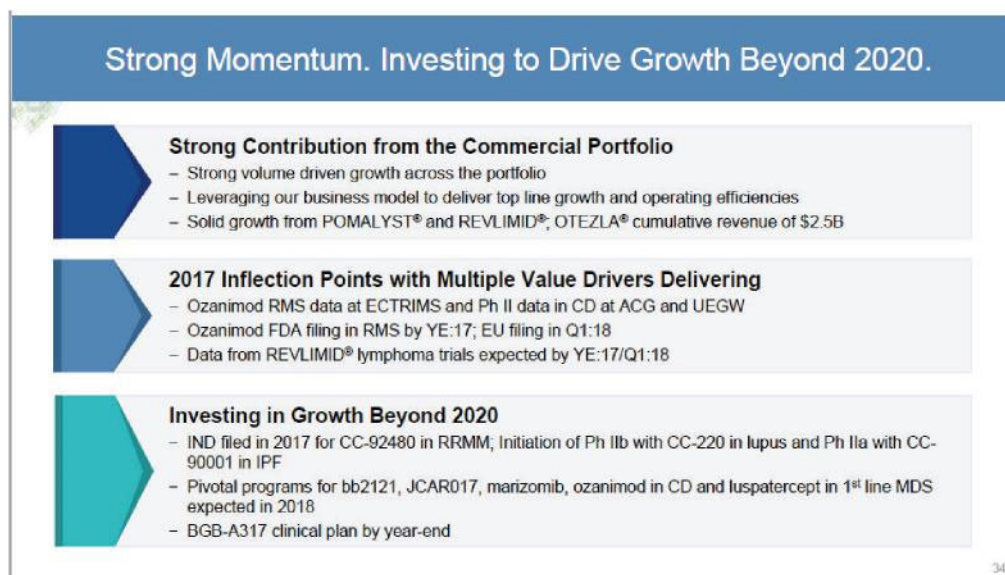 Strong Momentum. Investing to Drive Growth Beyond 2020.
Strong Contribution from the Commercial Portfolio
– Strong volume driven growth across the portfolio
– Leveraging our business model to deliver top line growth and operating efficiencies
– Solid growth from POMALYST® and REVLIMID®; OTEZLA® cumulative revenue of $2.5B
2017 Inflection Points with Multiple Value Drivers Delivering
– Ozanimod RMS data at ECTRIMS and Ph II data in CD at ACG and UEGW
– Ozanimod FDA filing in RMS by YE:17; EU filing in Q1:18
– Data from REVLIMID® lymphoma trials expected by YE:17/Q1:18
Investing in Growth Beyond 2020
– IND filed in 2017 for CC-92480 in RRMM; Initiation of Ph IIb with CC-220 in lupus and Ph IIa with CC-
90001 in IPF
– Pivotal programs for bb2121, JCAR017, marizomib, ozanimod in CD and luspatercept in 1st line MDS
expected in 2018
– BGB-A317 clinical plan by year-end
34